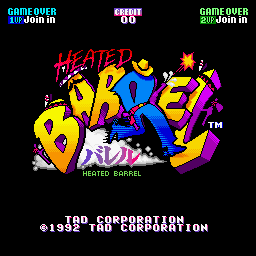 GAME OVER CREDIT GAME OVER
1UP Join in 00 2UP Join in
HEATED
BARREL
TM
バレル
HEATED BARREL
TAD CORPORATION
©1992 TAD CORPORATION